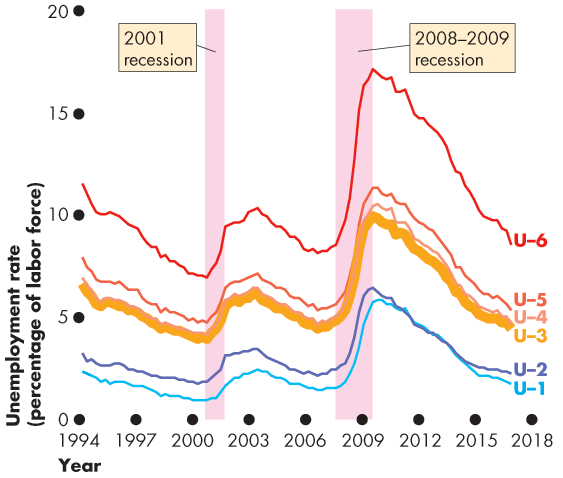 Unemployment rate
(percentage of labor force)
20
15
10
5
0
2001
recession
2008–2009
recession
U–6
U–5
U–4
U–3
U–2
U–1
1994 1997 2000 2003 2006 2009 2012 2015 2018
Year